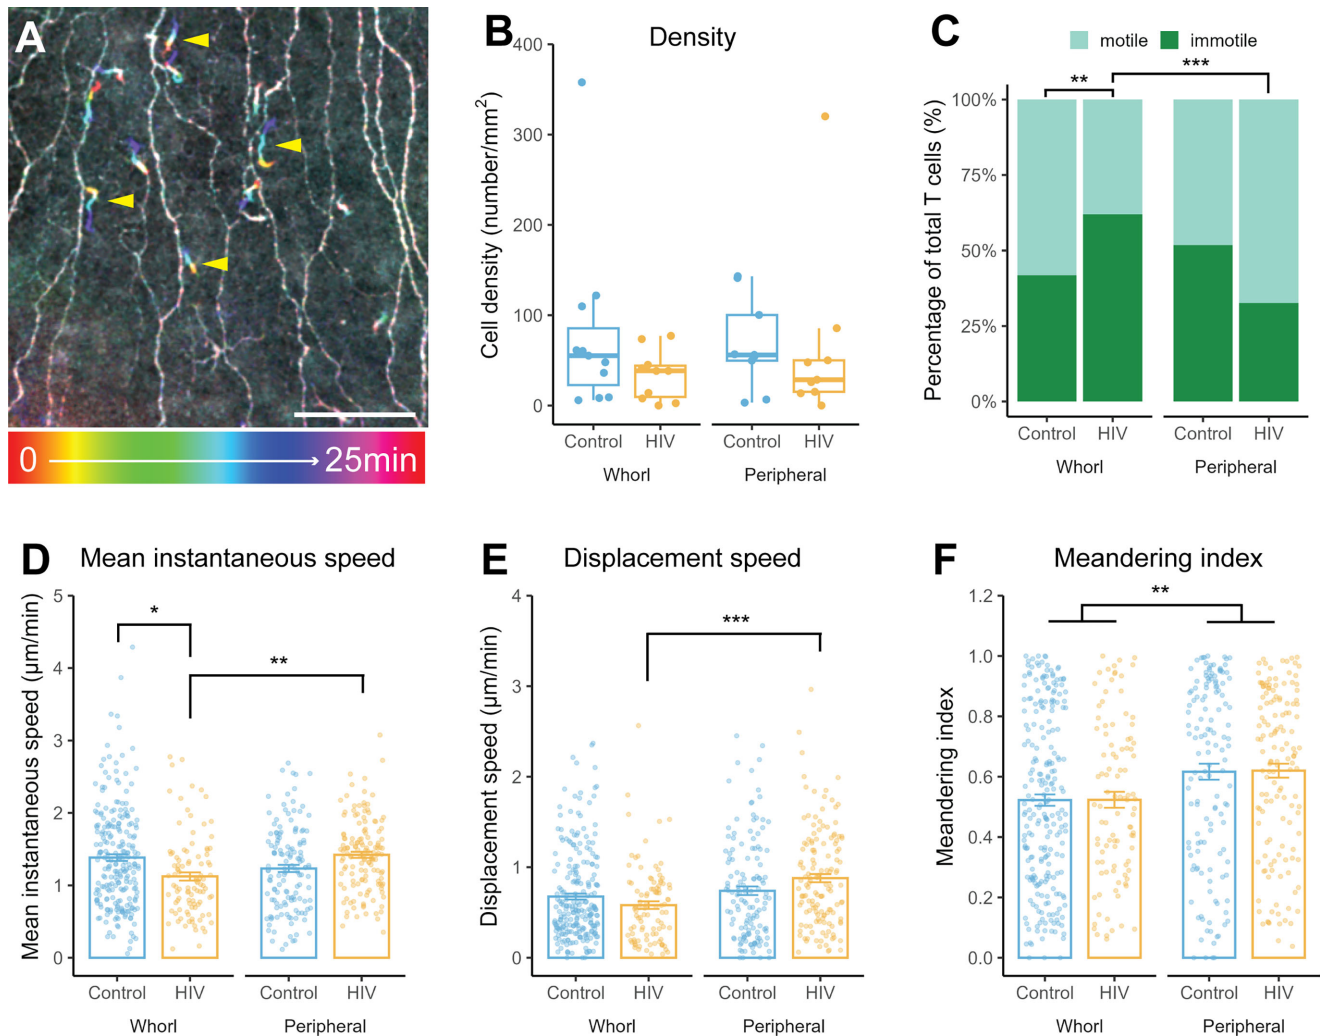 A
0 25min
B
Density
Cell density (number/mm²)
400
300
200
100
0
Control HIV Control HIV
Whorl Peripheral
C
motile immotile
** ***
Percentage of total T cells (%)
100%
75%
50%
25%
0%
Control HIV Control HIV
Whorl Peripheral
D
Mean instantaneous speed
Mean instantaneous speed (µm/min)
5
4
3
2
1
0
*
**
Control HIV Control HIV
Whorl Peripheral
E
Displacement speed
Displacement speed (µm/min)
4
3
2
1
0
***
Control HIV Control HIV
Whorl Peripheral
F
Meandering index
Meandering index
1.2
1.0
0.8
0.6
0.4
0.2
0.0
**
Control HIV Control HIV
Whorl Peripheral